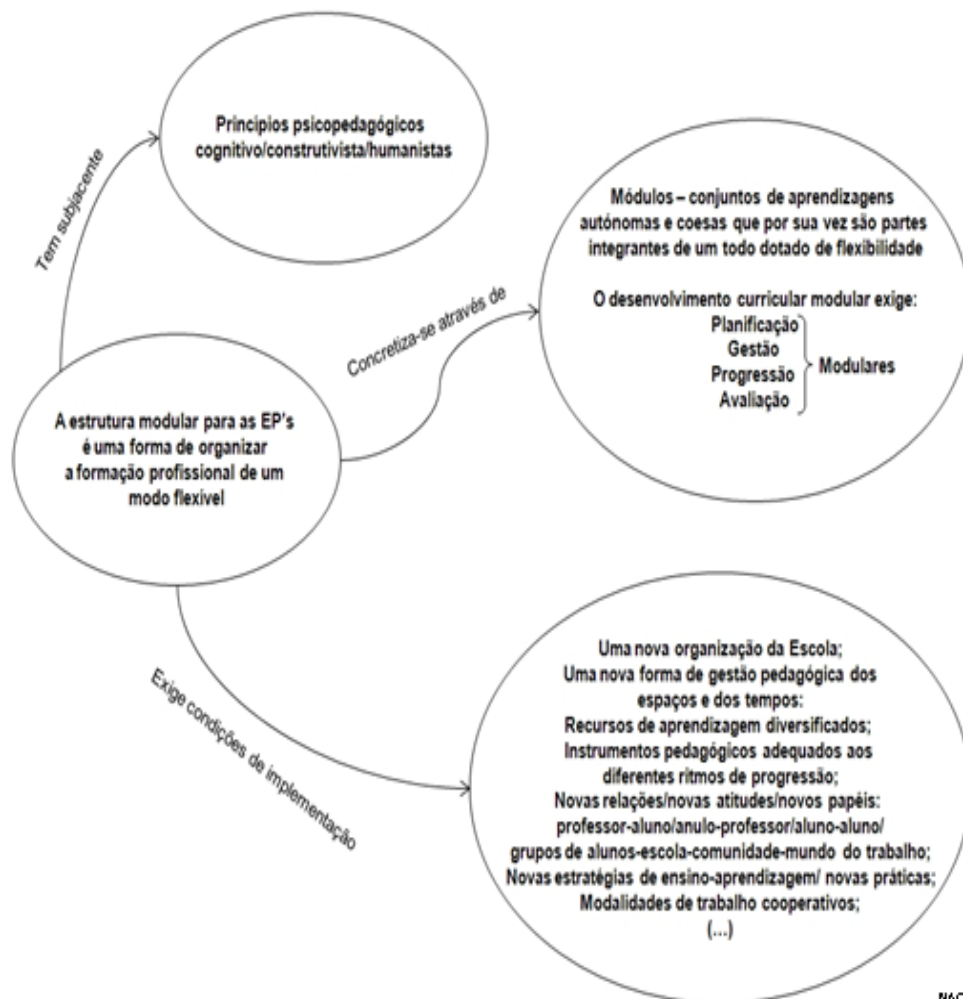 Principios psicopedagógicos
cognitivo/construtivista/humanistas
Tem subjacente
Módulos – conjuntos de aprendizagens
autónomas e coesas que por sua vez são partes
integrantes de um todo dotado de flexibilidade
O desenvolvimento curricular modular exige:
Planificação
Gestão
Progressão
Avaliação
Modulares
Concretiza-se através de
A estrutura modular para as EP's
é uma forma de organizar
a formação profissional de um
modo flexível
Exige condições de implementação
Uma nova organização da Escola;
Uma nova forma de gestão pedagógica dos
espaços e dos tempos:
Recursos de aprendizagem diversificados;
Instrumentos pedagógicos adequados aos
diferentes ritmos de progressão;
Novas relações/novas atitudes/novos papéis:
professor-aluno/anulo-professor/aluno-aluno/
grupos de alunos-escola-comunidade-mundo do trabalho;
Novas estratégias de ensino-aprendizagem/ novas práticas;
Modalidades de trabalho cooperativos;
(...)